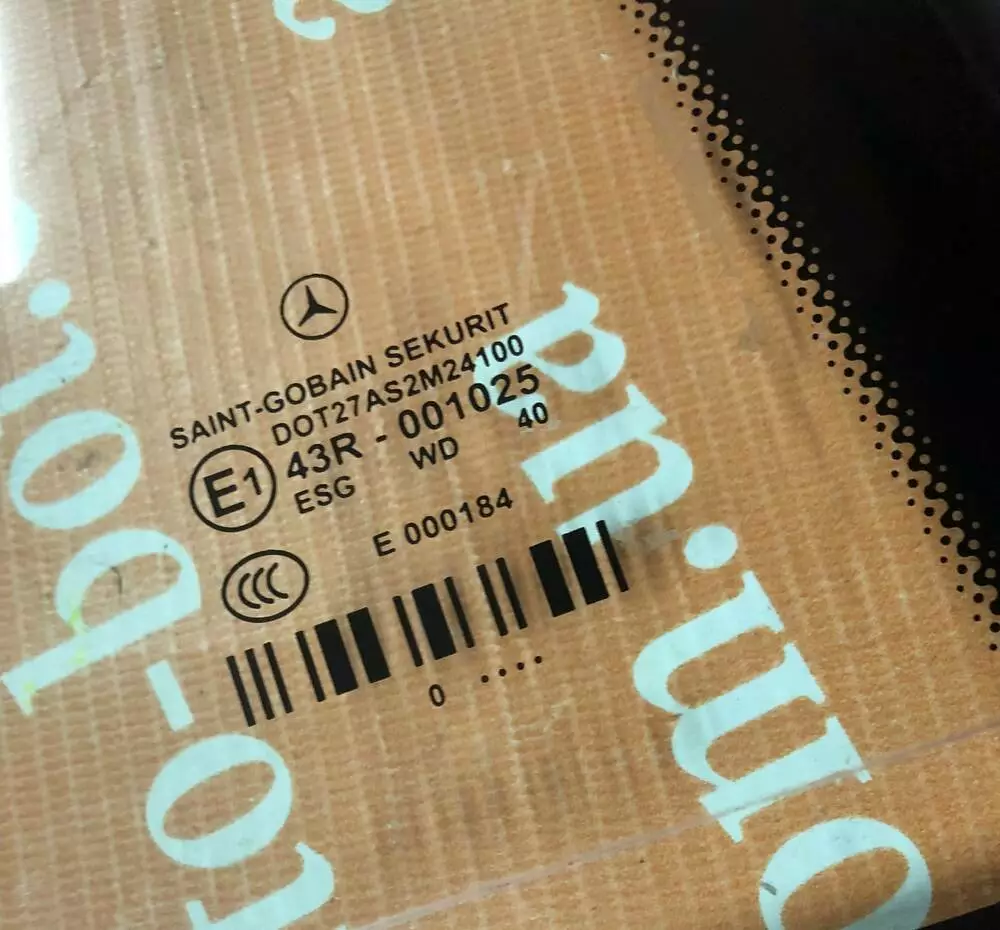 SAINT-GOBAIN SEKURIT
DOT27AS2M24100
E1 43R - 001025
ESG WD 40
E 000184
CCC
0 ....